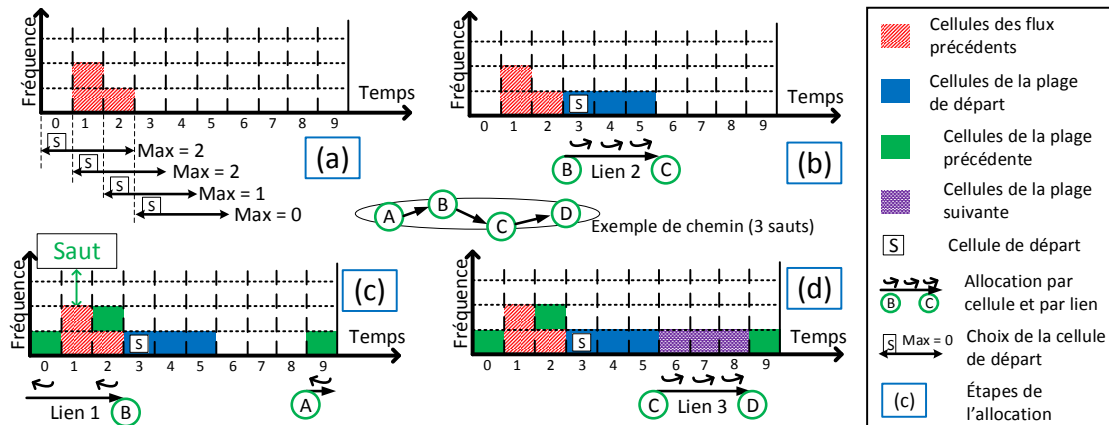 Fréquence
Temps
0 1 2 3 4 5 6 7 8 9
S
Max = 2
S
Max = 2
S
Max = 1
S
Max = 0
(a)
Fréquence
Temps
S
0 1 2 3 4 5 6 7 8 9
B Lien 2 C
(b)
A B C D
Exemple de chemin (3 sauts)
Saut
Fréquence
Temps
S
0 1 2 3 4 5 6 7 8 9
Lien 1 B A
(c)
Fréquence
Temps
S
0 1 2 3 4 5 6 7 8 9
C Lien 3 D
(d)
Cellules des flux
précédents
Cellules de la plage
de départ
Cellules de la plage
précédente
Cellules de la plage
suivante
S Cellule de départ
B C
Allocation par
cellule et par lien
S Max = 0
Choix de la cellule
de départ
(c)
Étapes de
l'allocation